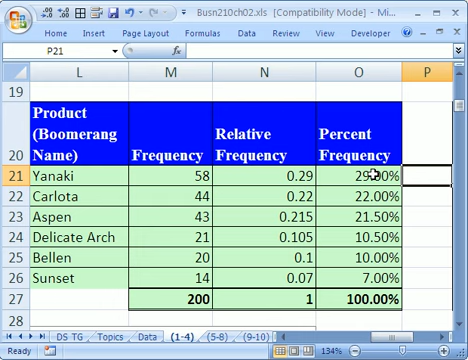 Busn210ch02.xls [Compatibility Mode] - Mi...
Home Insert Page Layout Formulas Data Review View Developer
P21 fx
L M N O P
19
20 Product (Boomerang Name) Frequency Relative Frequency Percent Frequency
21 Yanaki 58 0.29 29.00%
22 Carlota 44 0.22 22.00%
23 Aspen 43 0.215 21.50%
24 Delicate Arch 21 0.105 10.50%
25 Bellen 20 0.1 10.00%
26 Sunset 14 0.07 7.00%
27 200 1 100.00%
28
DS TG Topics Data (1-4) (5-8) (9-10)
Ready 134%